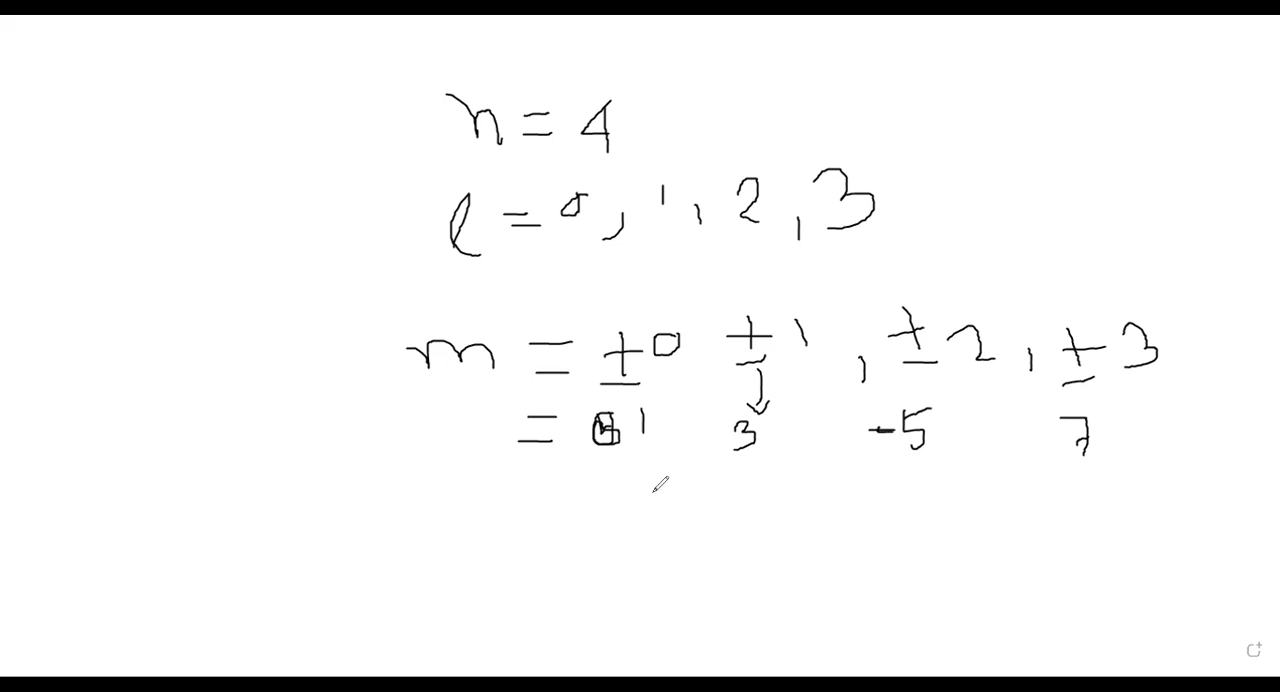 n = 4
l = 0, 1, 2, 3
m = ±0 ±1, ±2, ±3
= 1 3 -5 7